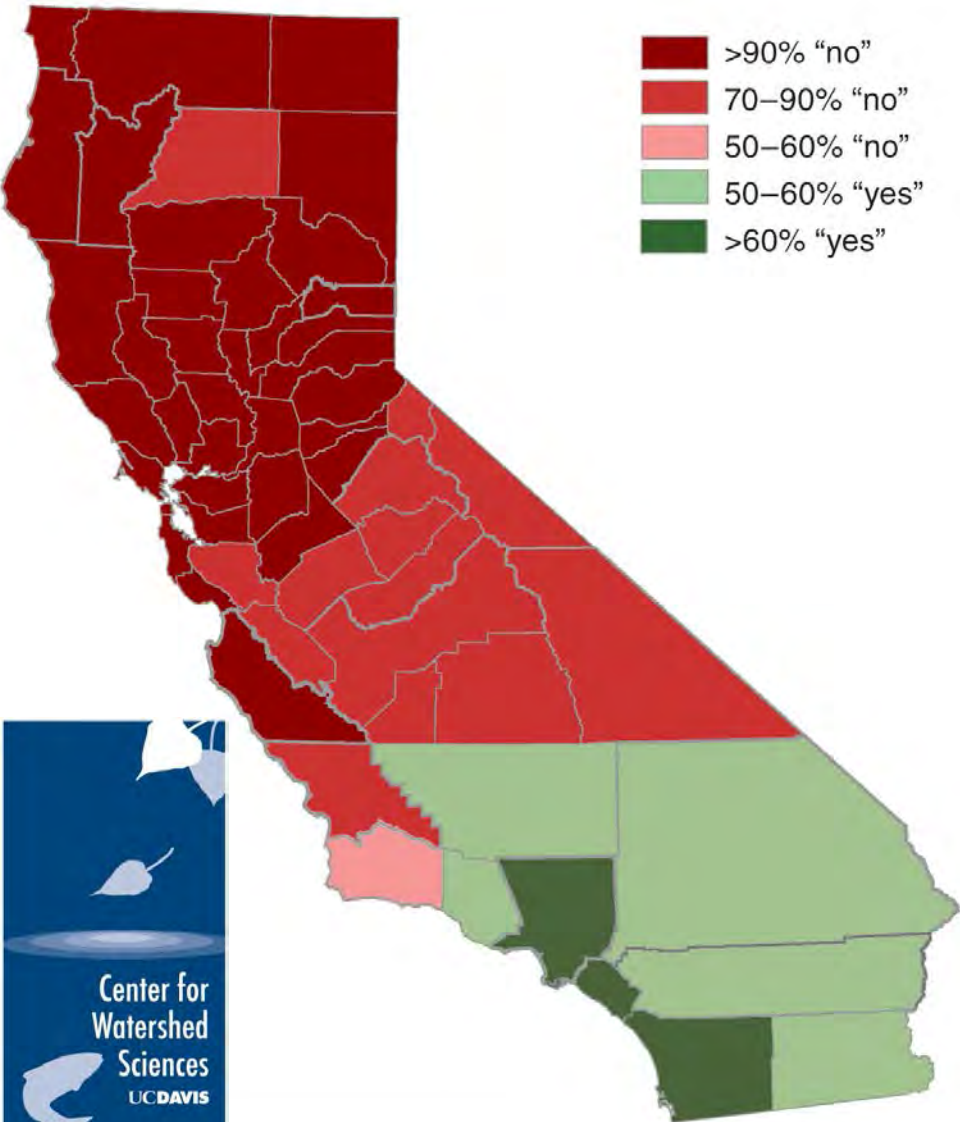 >90% “no”
70–90% “no”
50–60% “no”
50–60% “yes”
>60% “yes”
Center for
Watershed
Sciences
UCDAVIS